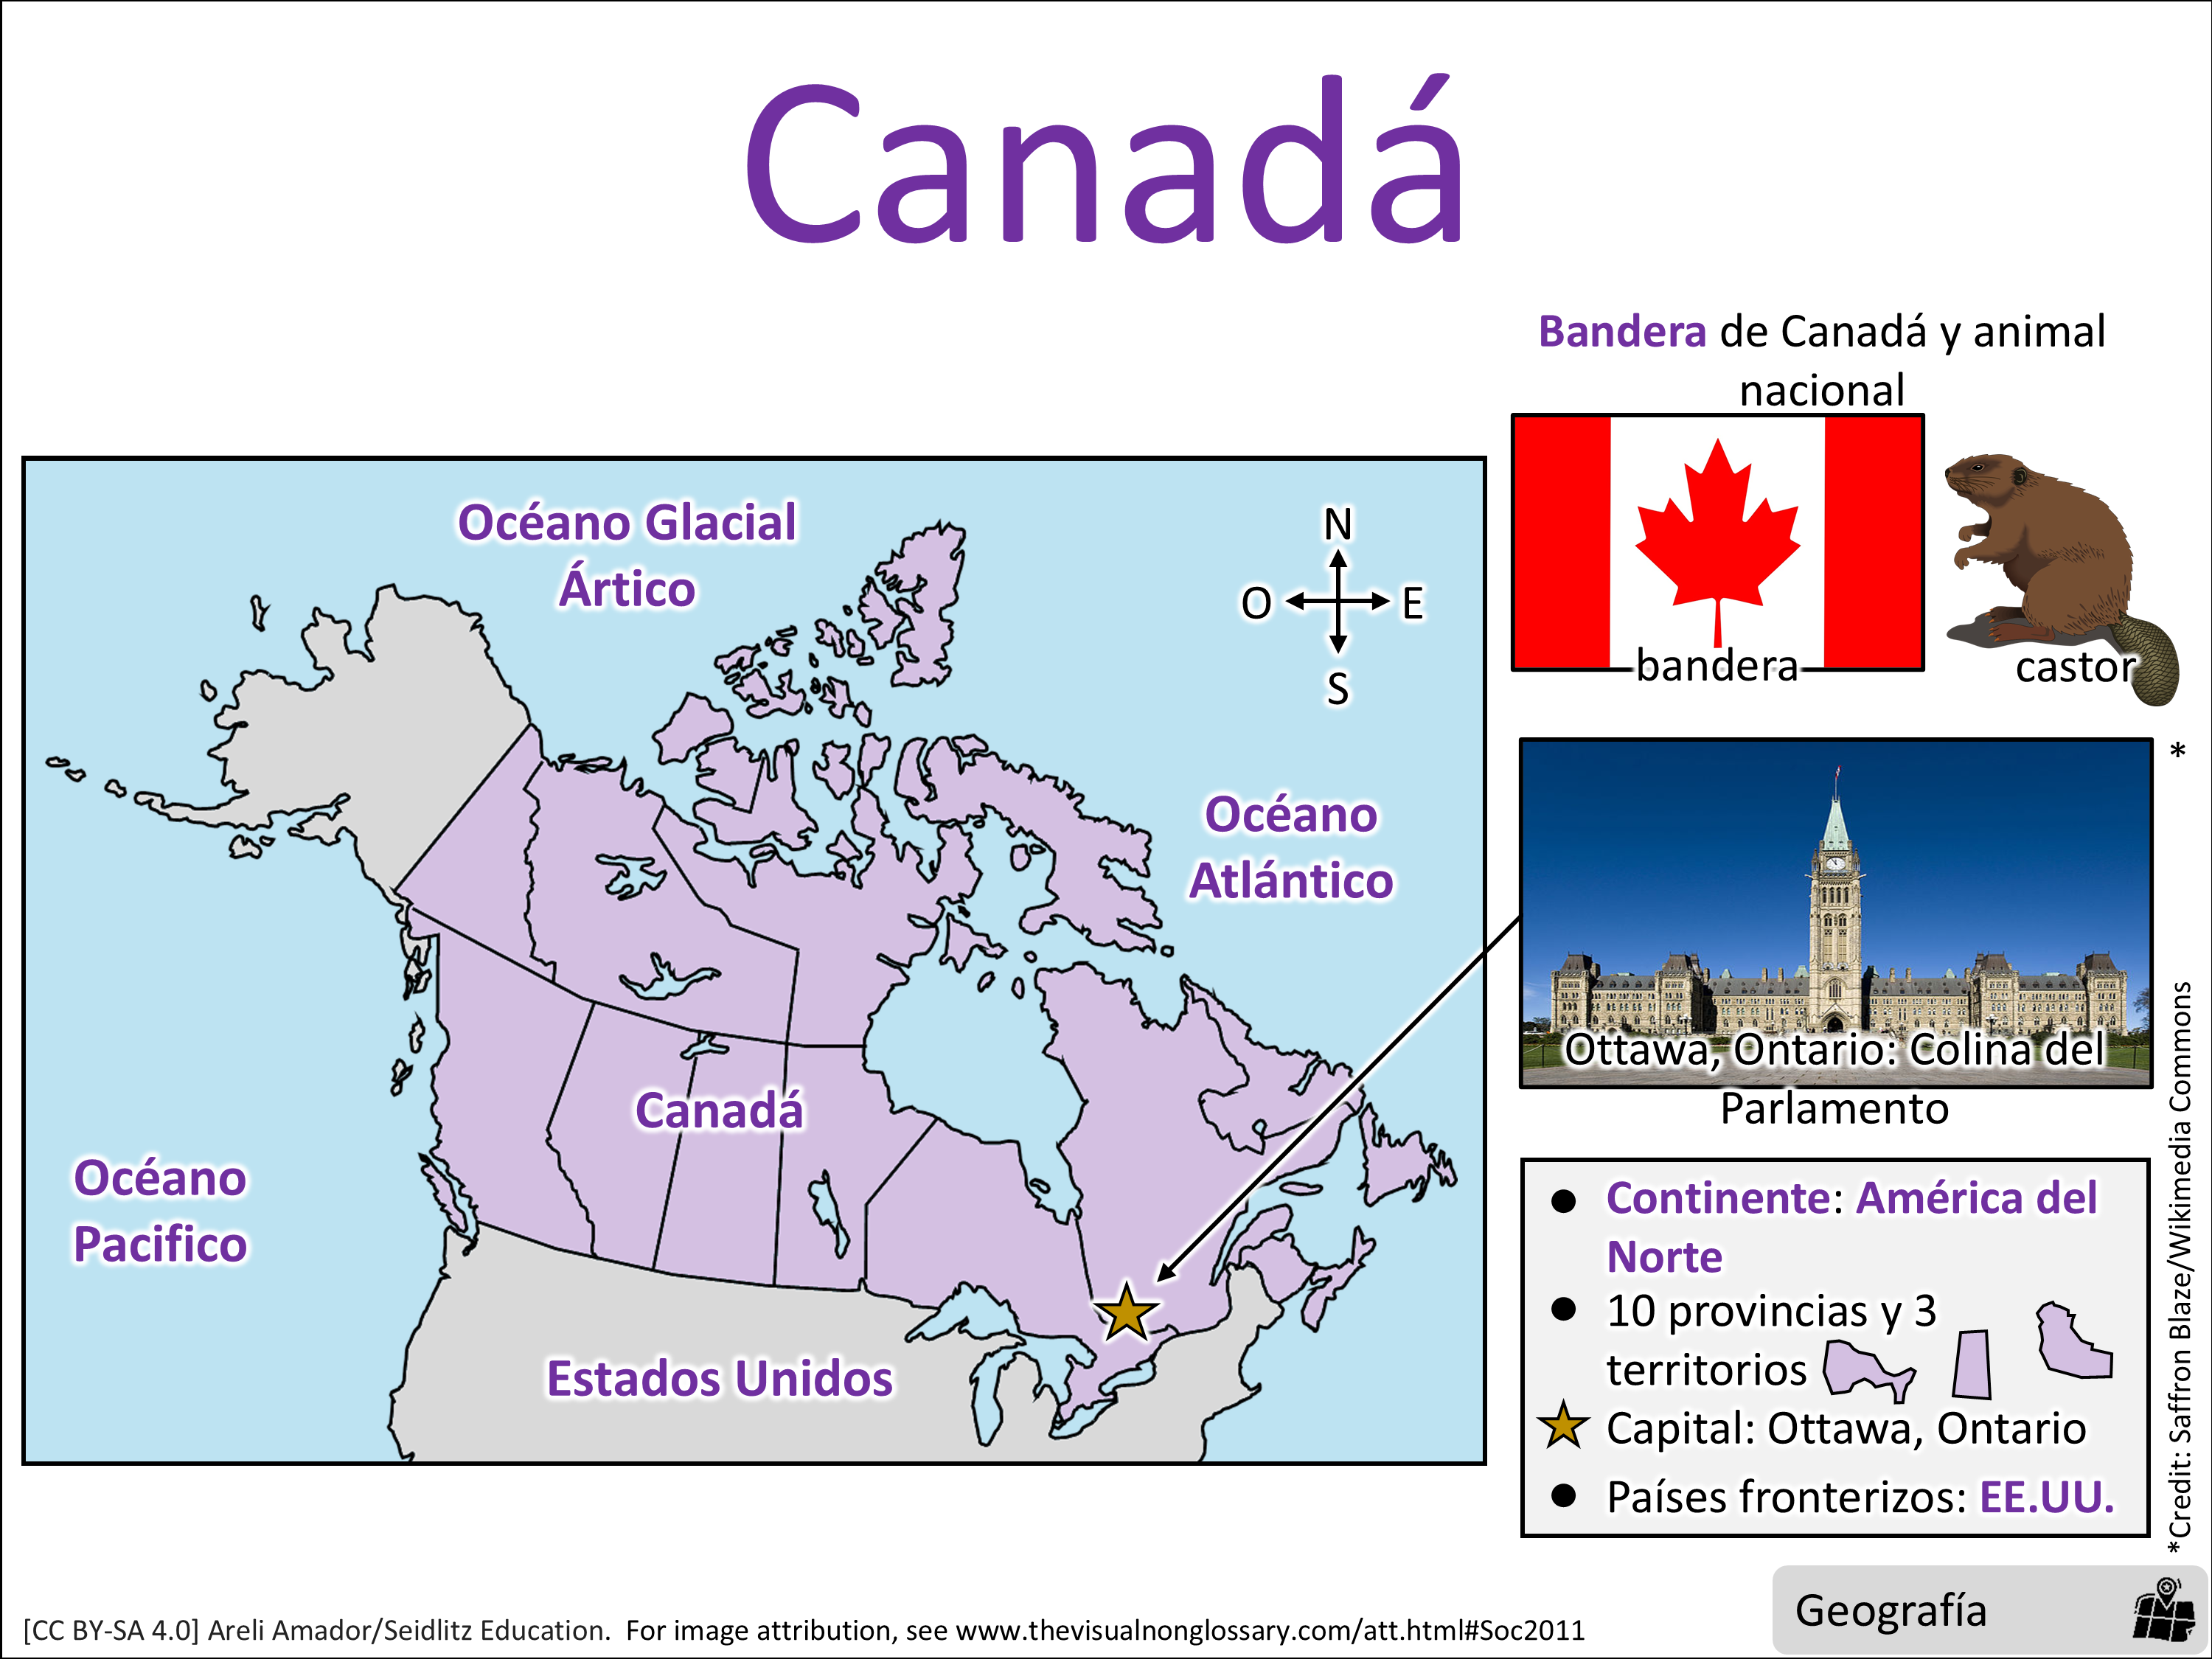 Canadá
Bandera de Canadá y animal
nacional
bandera
castor
Océano Glacial
Ártico
N
O
E
S
Océano
Atlántico
Océano
Pacifico
Canadá
Estados Unidos
*
Ottawa, Ontario: Colina del
Parlamento
Continente: América del
Norte
10 provincias y 3
territorios
Capital: Ottawa, Ontario
Países fronterizos: EE.UU.
*Credit: Saffron Blaze/Wikimedia Commons
Geografía
[CC BY-SA 4.0] Areli Amador/Seidlitz Education.  For image attribution, see www.thevisualnonglossary.com/att.html#Soc2011